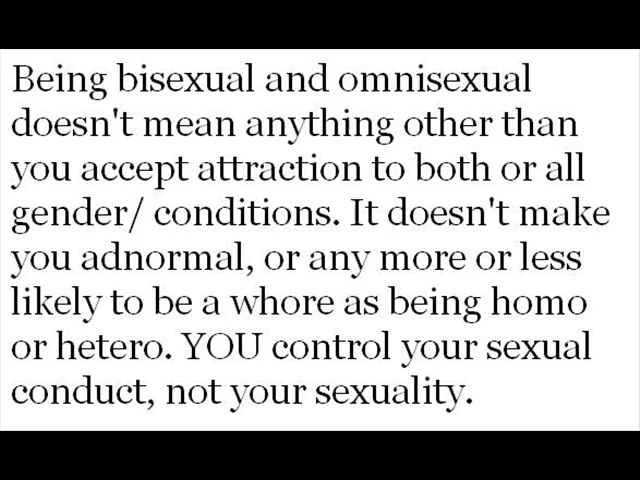 Being bisexual and omnisexual
doesn't mean anything other than
you accept attraction to both or all
gender/ conditions. It doesn't make
you adnormal, or any more or less
likely to be a whore as being homo
or hetero. YOU control your sexual
conduct, not your sexuality.